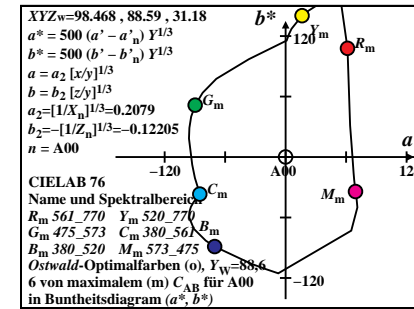 XYZw=98.468 , 88.59 , 31.18
a* = 500 (a' – a'n) Y1/3
b* = 500 (b' – b'n) Y1/3
a = a2 [x/y]1/3
b = b2 [z/y]1/3
a2=[1/Xn]1/3=0.2079
b2=–[1/Zn]1/3=–0.12205
n = A00
b*
120
Ym
Rm
Gm
a
–120
A00
12
CIELAB 76
Name und Spektralbereich
Rm 561_770 Ym 520_770
Gm 475_573 Cm 380_561
Bm 380_520 Mm 573_475
Cm
Mm
Bm
Ostwald-Optimalfarben (o), YW=88,6
6 von maximalem (m) CAB für A00
–120
in Buntheitsdiagram (a*, b*)